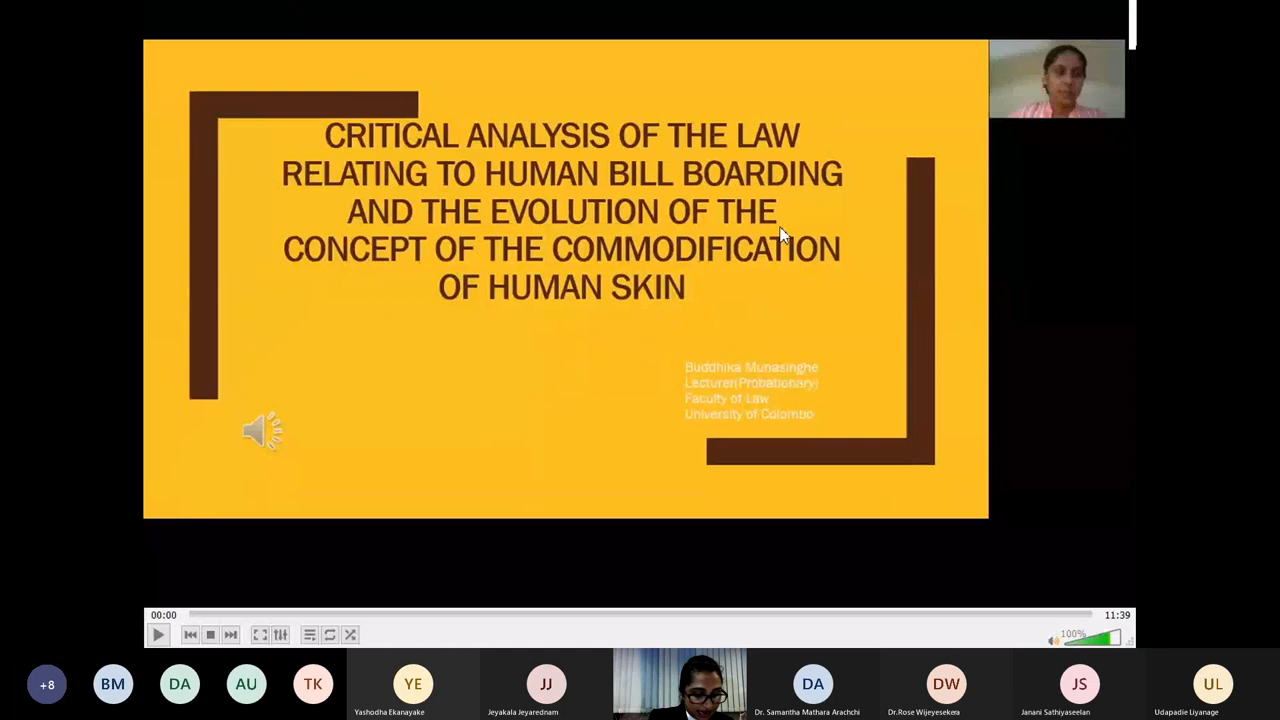 CRITICAL ANALYSIS OF THE LAW
RELATING TO HUMAN BILL BOARDING
AND THE EVOLUTION OF THE
CONCEPT OF THE COMMODIFICATION
OF HUMAN SKIN
Buddhika Munasinghe
Lecturer(Probationary)
Faculty of Law
University of Colombo
00:00
11:39
100%
+8
BM
DA
AU
TK
YE
JJ
DA
DW
JS
UL
Yashodha Ekanayake
Jeyakala Jeyarednam
Dr. Samantha Mathara Arachchi
Dr.Rose Wijeyesekera
Janani Sathiyaseelan
Udapadie Liyanage